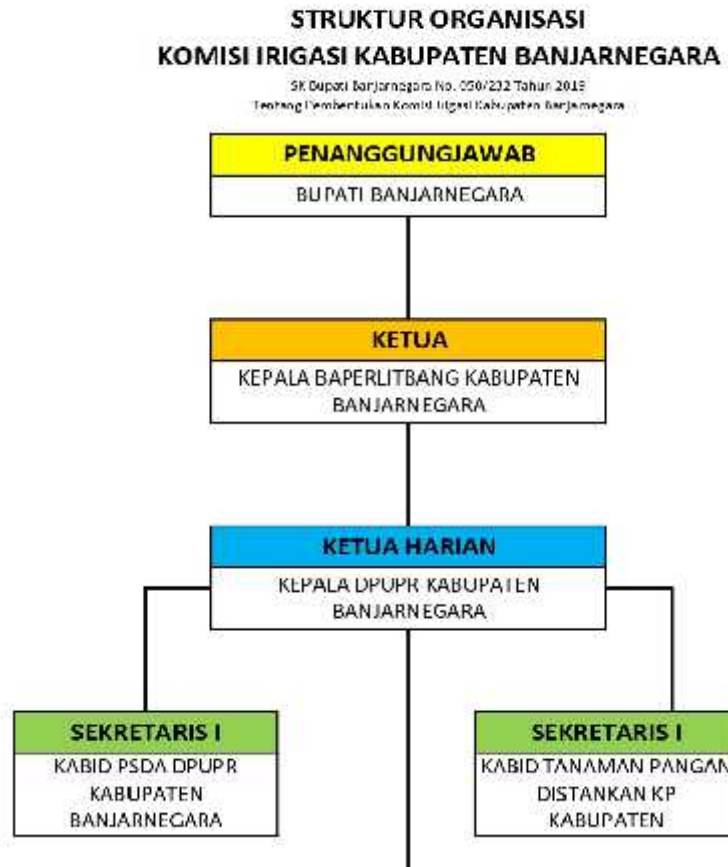 STRUKTUR ORGANISASI
KOMISI IRIGASI KABUPATEN BANJARNEGARA
SK Bupati Banjarnegara No. 050/232 Tahun 2019
Tentang Pembentukan Komisi Irigasi Kabupaten Banjarnegara
PENANGGUNGJAWAB
BUPATI BANJARNEGARA
KETUA
KEPALA BAPERLITBANG KABUPATEN
BANJARNEGARA
KETUA HARIAN
KEPALA DPUPR KABUPATEN
BANJARNEGARA
SEKRETARIS I
KABID PSDA DPUPR
KABUPATEN
BANJARNEGARA
SEKRETARIS I
KABID TANAMAN PANGAN
DISTANKAN KP
KABUPATEN